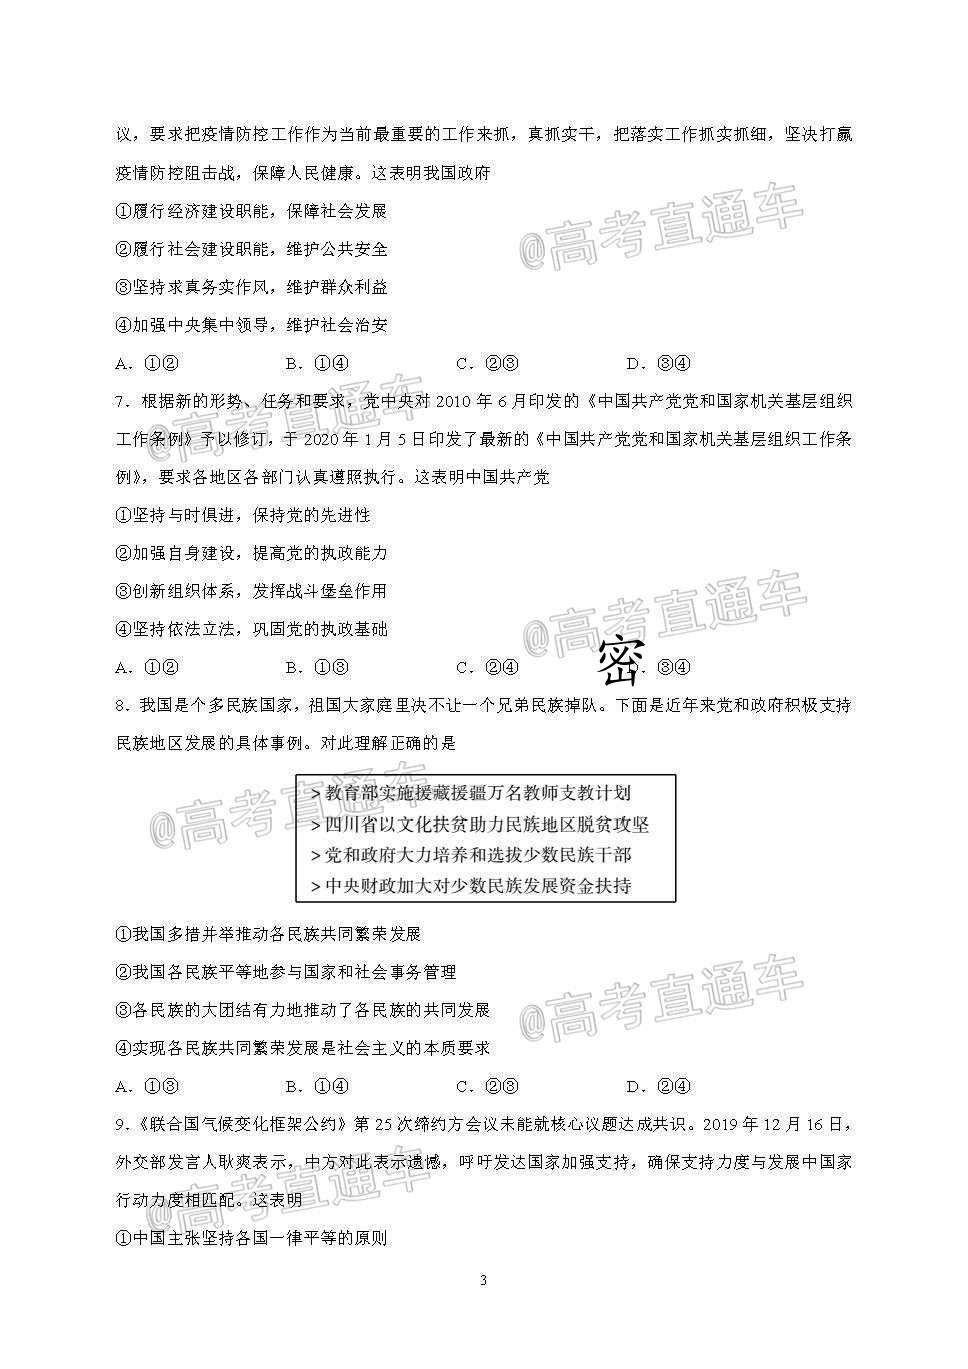 议，要求把疫情防控工作作为当前最重要的工作来抓，真抓实干，把落实工作抓实抓细，坚决打赢
疫情防控阻击战，保障人民健康。这表明我国政府
①履行经济建设职能，保障社会发展
②履行社会建设职能，维护公共安全
③坚持求真务实作风，维护群众利益
④加强中央集中领导，维护社会治安
A．①② B．①④ C．②③ D．③④
7．根据新的形势、任务和要求，党中央对 2010 年 6 月印发的《中国共产党党和国家机关基层组织
工作条例》予以修订，于 2020 年 1 月 5 日印发了最新的《中国共产党党和国家机关基层组织工作条
例》，要求各地区各部门认真遵照执行。这表明中国共产党
①坚持与时俱进，保持党的先进性
②加强自身建设，提高党的执政能力
③创新组织体系，发挥战斗堡垒作用
④坚持依法立法，巩固党的执政基础
A．①② B．①③ C．②④ D．③④
密
8．我国是个多民族国家，祖国大家庭里决不让一个兄弟民族掉队。下面是近年来党和政府积极支持
民族地区发展的具体事例。对此理解正确的是
>教育部实施援藏援疆万名教师支教计划
>四川省以文化扶贫助力民族地区脱贫攻坚
>党和政府大力培养和选拔少数民族干部
>中央财政加大对少数民族发展资金扶持
①我国多措并举推动各民族共同繁荣发展
②我国各民族平等地参与国家和社会事务管理
③各民族的大团结有力地推动了各民族的共同发展
④实现各民族共同繁荣发展是社会主义的本质要求
A．①③ B．①④ C．②③ D．②④
9．《联合国气候变化框架公约》第 25 次缔约方会议未能就核心议题达成共识。2019 年 12 月 16 日，
外交部发言人耿爽表示，中方对此表示遗憾，呼吁发达国家加强支持，确保支持力度与发展中国家
行动力度相匹配。这表明
①中国主张坚持各国一律平等的原则
3
@高考直通车
@高考直通车
@高考直通车
@高考直通车
@高考直通车
@高考直通车